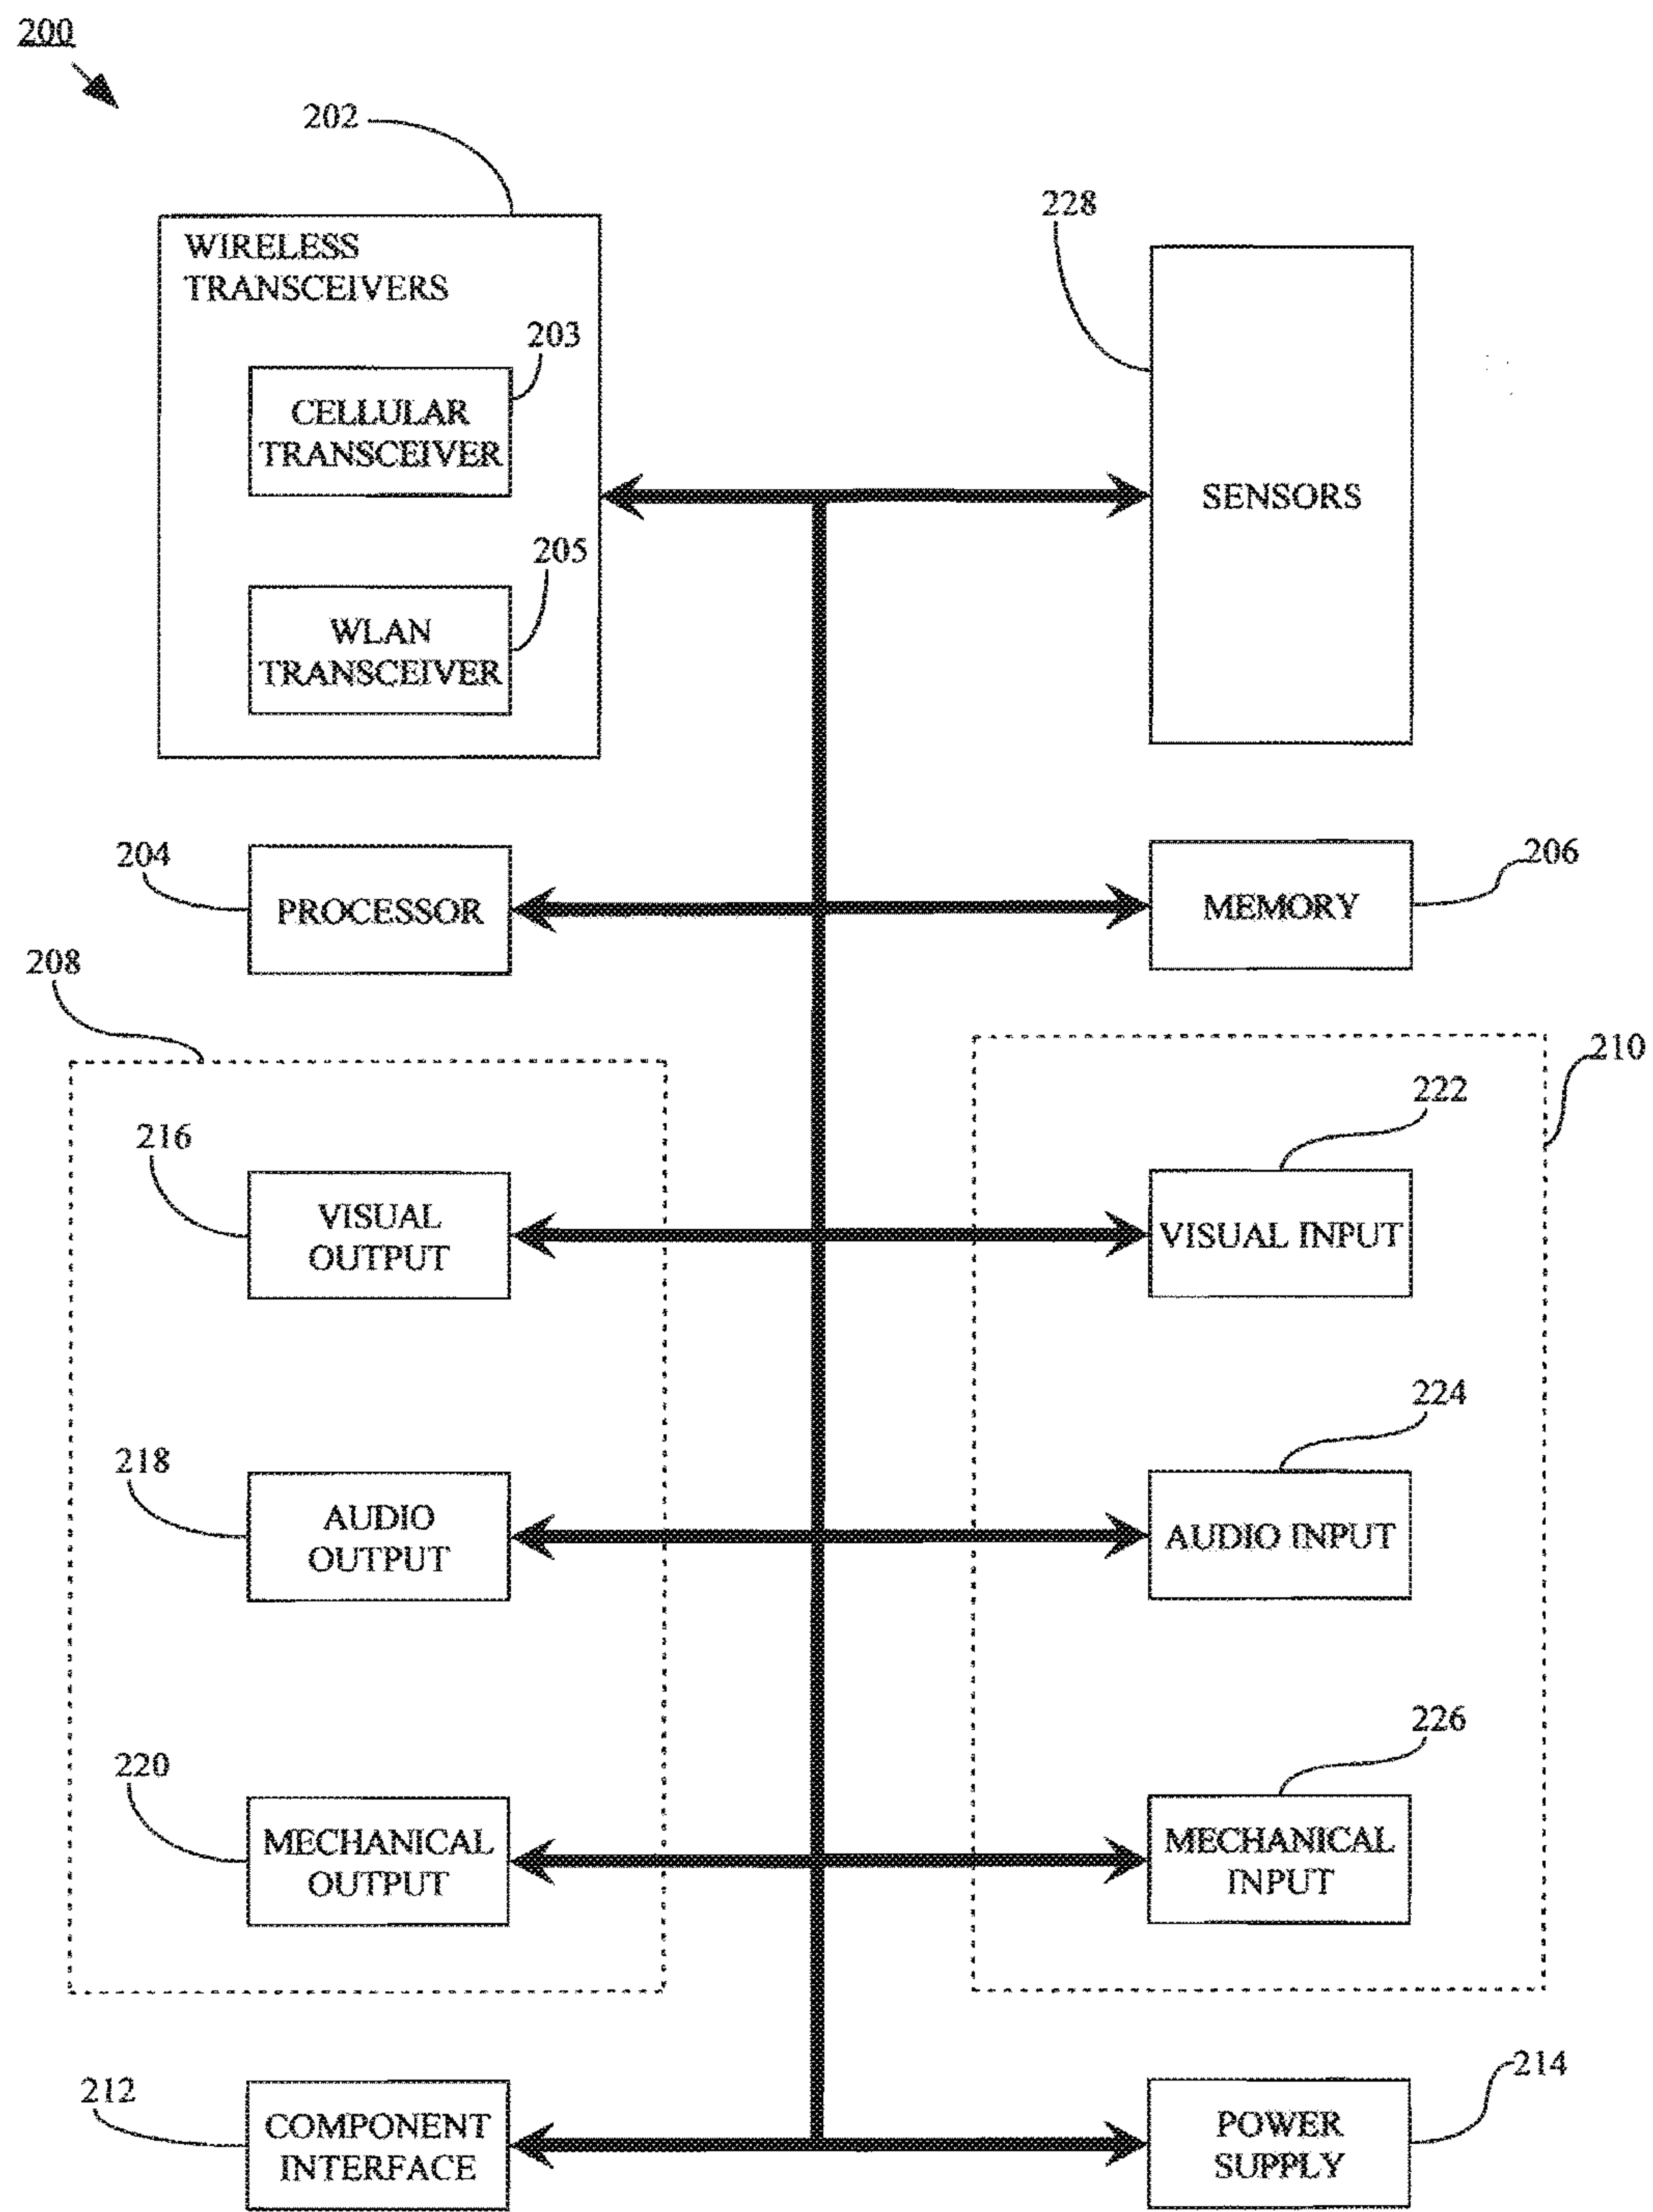 200
202
228
WIRELESS
TRANSCEIVERS
203
CELLULAR
TRANSCEIVER
SENSORS
205
WLAN
TRANSCEIVER
204
PROCESSOR
206
MEMORY
208
210
216
VISUAL
OUTPUT
222
VISUAL INPUT
218
AUDIO
OUTPUT
224
AUDIO INPUT
220
MECHANICAL
OUTPUT
226
MECHANICAL
INPUT
212
COMPONENT
INTERFACE
214
POWER
SUPPLY